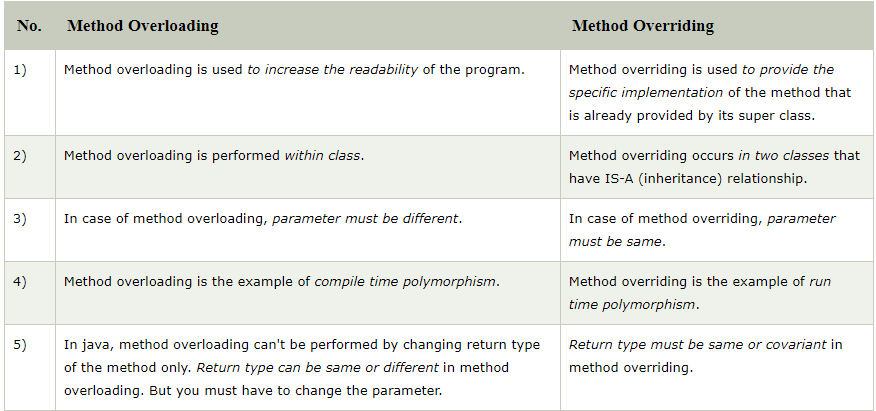 No. Method Overloading Method Overriding
1) Method overloading is used to increase the readability of the program. Method overriding is used to provide the
specific implementation of the method that
is already provided by its super class.
2) Method overloading is performed within class. Method overriding occurs in two classes that
have IS-A (inheritance) relationship.
3) In case of method overloading, parameter must be different. In case of method overriding, parameter
must be same.
4) Method overloading is the example of compile time polymorphism. Method overriding is the example of run
time polymorphism.
5) In java, method overloading can't be performed by changing return type
of the method only. Return type can be same or different in method
overloading. But you must have to change the parameter.
Return type must be same or covariant in
method overriding.